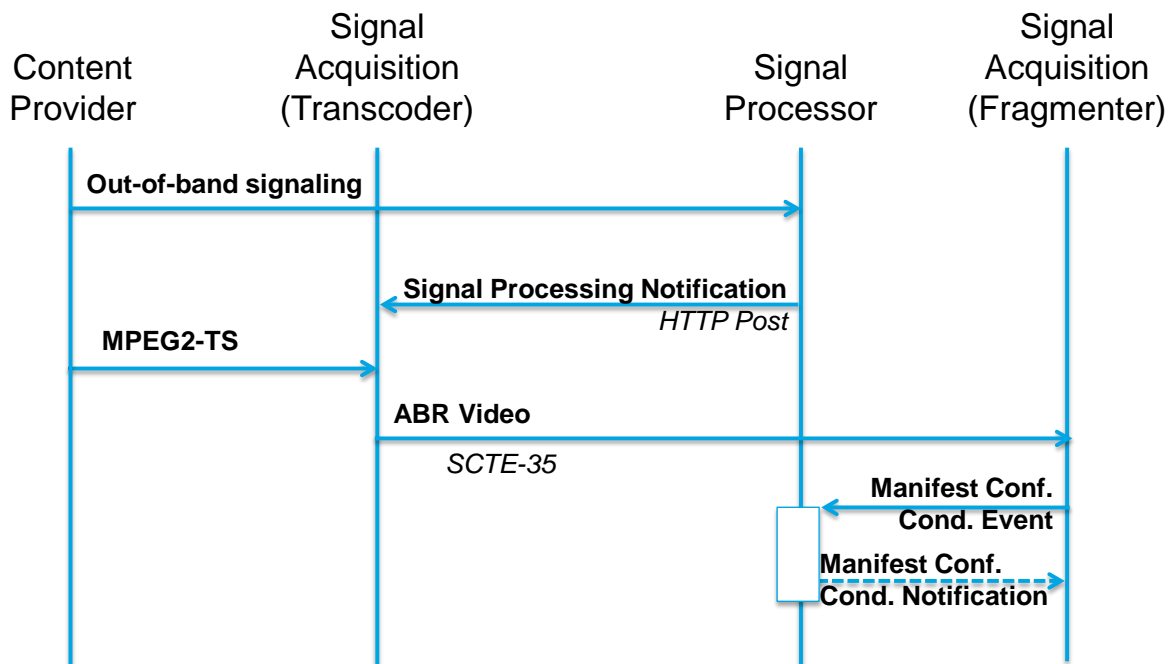 Content
Provider
Signal
Acquisition
(Transcoder)
Signal
Processor
Signal
Acquisition
(Fragmenter)
Out-of-band signaling
Signal Processing Notification
HTTP Post
MPEG2-TS
ABR Video
SCTE-35
Manifest Conf.
Cond. Event
Manifest Conf.
Cond. Notification